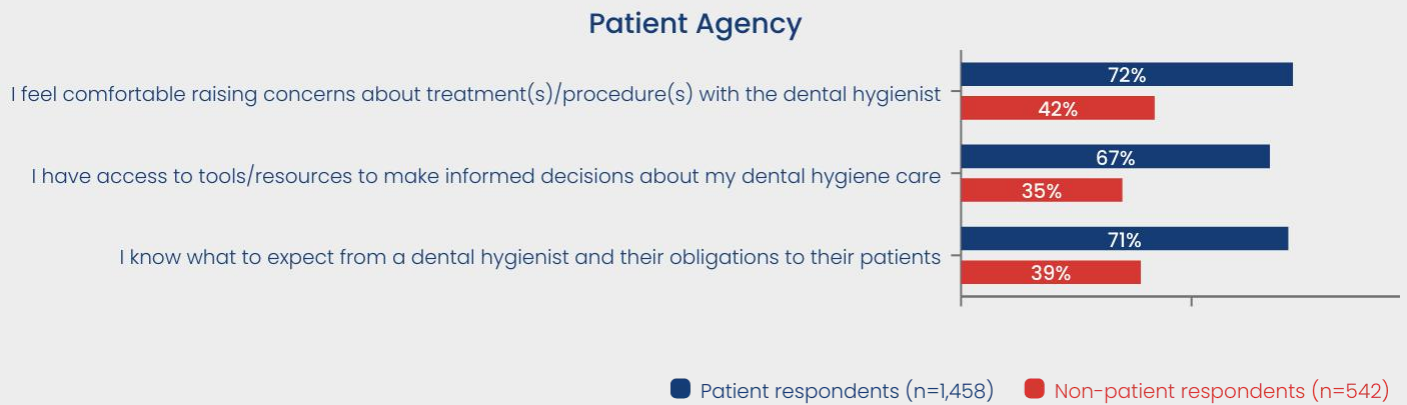 Patient Agency
I feel comfortable raising concerns about treatment(s)/procedure(s) with the dental hygienist
72%
42%
I have access to tools/resources to make informed decisions about my dental hygiene care
67%
35%
I know what to expect from a dental hygienist and their obligations to their patients
71%
39%
Patient respondents (n=1,458)
Non-patient respondents (n=542)